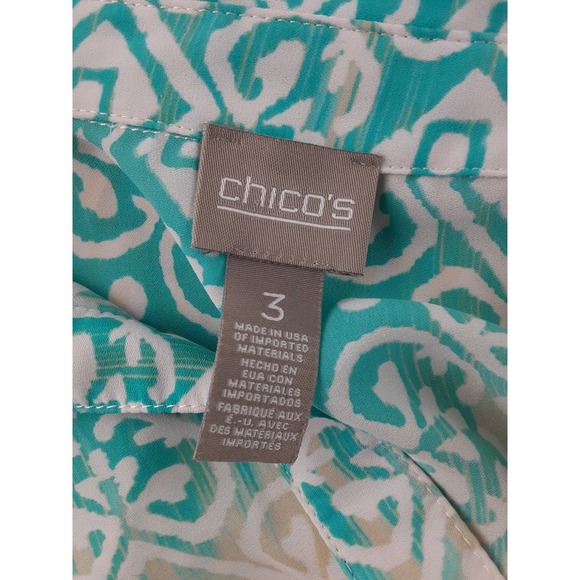 chico's
3
MADE IN USA
OF IMPORTED
MATERIALS
HECHO EN
EUA CON
MATERIALES
IMPORTADOS
FABRIQUÉ AUX
É.-U. AVEC
DES MATÉRIAUX
IMPORTÉS